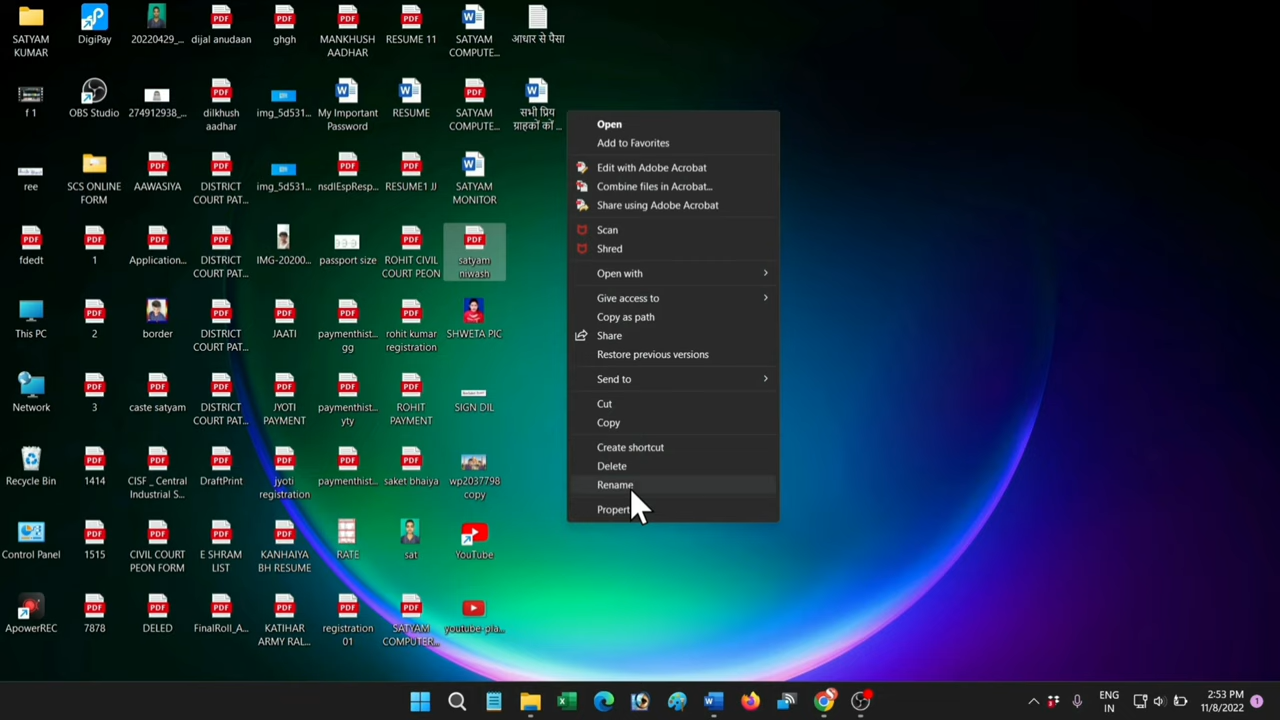 SATYAM
KUMAR
DigiPay
20220429_...
dijal anudaan
ghgh
MANKHUSH
AADHAR
RESUME 11
SATYAM
COMPUTE...
आधार से पैसा
f 1
OBS Studio
274912938_...
dilkhush
aadhar
img_5d531...
My Important
Password
RESUME
SATYAM
COMPUTE...
सभी प्रिय
ग्राहकों कों ...
ree
SCS ONLINE
FORM
AAWASIYA
DISTRICT
COURT PAT...
img_5d531...
nsdlEspResp...
RESUME1 JJ
SATYAM
MONITOR
fdedt
1
Application...
DISTRICT
COURT PAT...
IMG-20200...
passport size
ROHIT CIVIL
COURT PEON
satyam
niwash
This PC
2
border
DISTRICT
COURT PAT...
JAATI
paymenthist...
gg
rohit kumar
registration
SHWETA PIC
Network
3
caste satyam
DISTRICT
COURT PAT...
JYOTI
PAYMENT
paymenthist...
yty
ROHIT
PAYMENT
SIGN DIL
Recycle Bin
1414
CISF _ Central
Industrial S...
DraftPrint
jyoti
registration
paymenthist...
saket bhaiya
wp2037798
copy
Control Panel
1515
CIVIL COURT
PEON FORM
E SHRAM
LIST
KANHAIYA
BH RESUME
RATE
sat
YouTube
ApowerREC
7878
DELED
FinalRoll_A...
KATIHAR
ARMY RAL...
registration
01
SATYAM
COMPUTER...
youtube-pla...
Open
Add to Favorites
Edit with Adobe Acrobat
Combine files in Acrobat...
Share using Adobe Acrobat
Scan
Shred
Open with
Give access to
Copy as path
Share
Restore previous versions
Send to
Cut
Copy
Create shortcut
Delete
Rename
Propert
ENG
IN
2:53 PM
11/8/2022
1